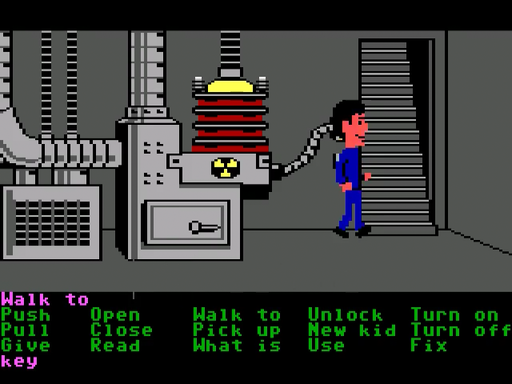 Walk to
Push Open Walk to Unlock Turn on
Pull Close Pick up New kid Turn off
Give Read What is Use Fix
key